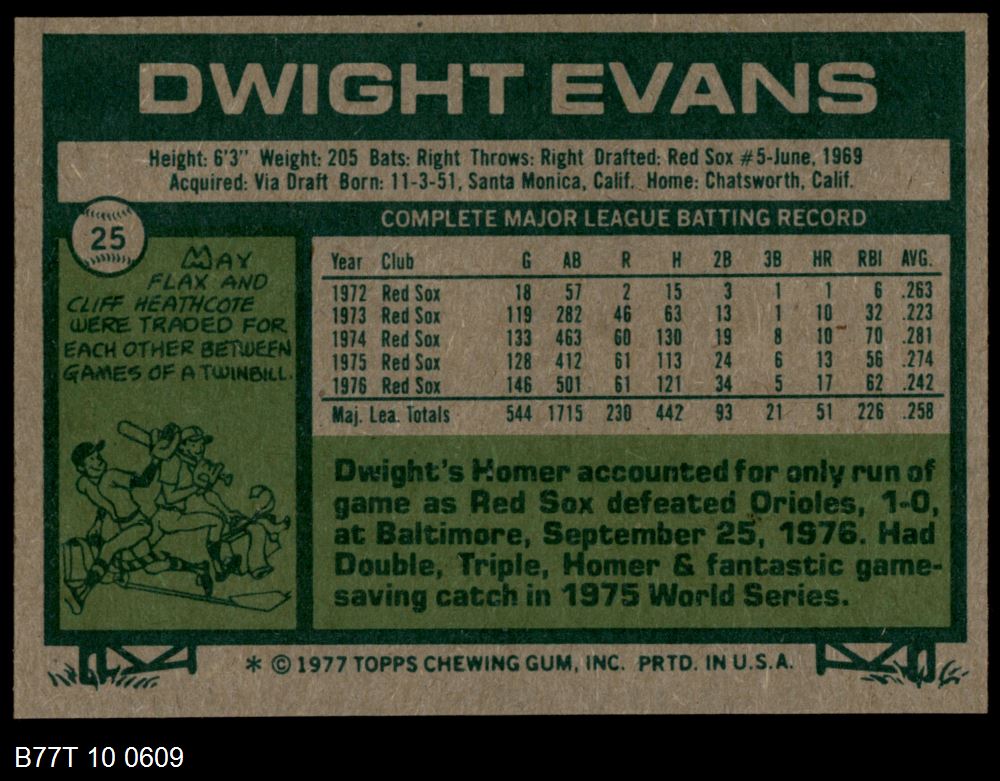 DWIGHT EVANS
Height: 6'3" Weight: 205 Bats: Right Throws: Right Drafted: Red Sox #5-June, 1969
Acquired: Via Draft Born: 11-3-51, Santa Monica, Calif. Home: Chatsworth, Calif.
25
MAY
FLAX AND
CLIFF HEATHCOTE
WERE TRADED FOR
EACH OTHER BETWEEN
GAMES OF A TWINBILL.
COMPLETE MAJOR LEAGUE BATTING RECORD
Year Club G AB R H 2B 3B HR RBI AVG.
1972 Red Sox 18 57 2 15 3 1 1 6 .263
1973 Red Sox 119 282 46 63 13 1 10 32 .223
1974 Red Sox 133 463 60 130 19 8 10 70 .281
1975 Red Sox 128 412 61 113 24 6 13 56 .274
1976 Red Sox 146 501 61 121 34 5 17 62 .242
Maj. Lea. Totals 544 1715 230 442 93 21 51 226 .258
Dwight's Homer accounted for only run of
game as Red Sox defeated Orioles, 1-0,
at Baltimore, September 25, 1976. Had
Double, Triple, Homer & fantastic game-
saving catch in 1975 World Series.
* © 1977 TOPPS CHEWING GUM, INC. PRTD. IN U.S.A.
B77T 10 0609